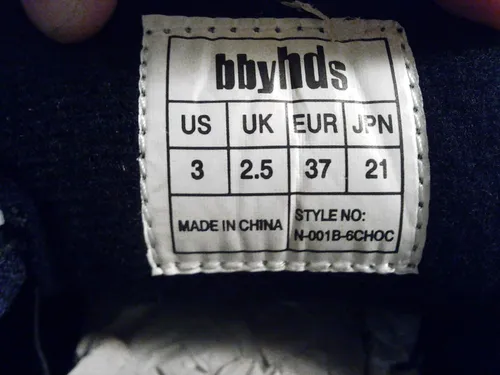 bbyhds
US UK EUR JPN
3 2.5 37 21
MADE IN CHINA
STYLE NO:
N-001B-6CHOC